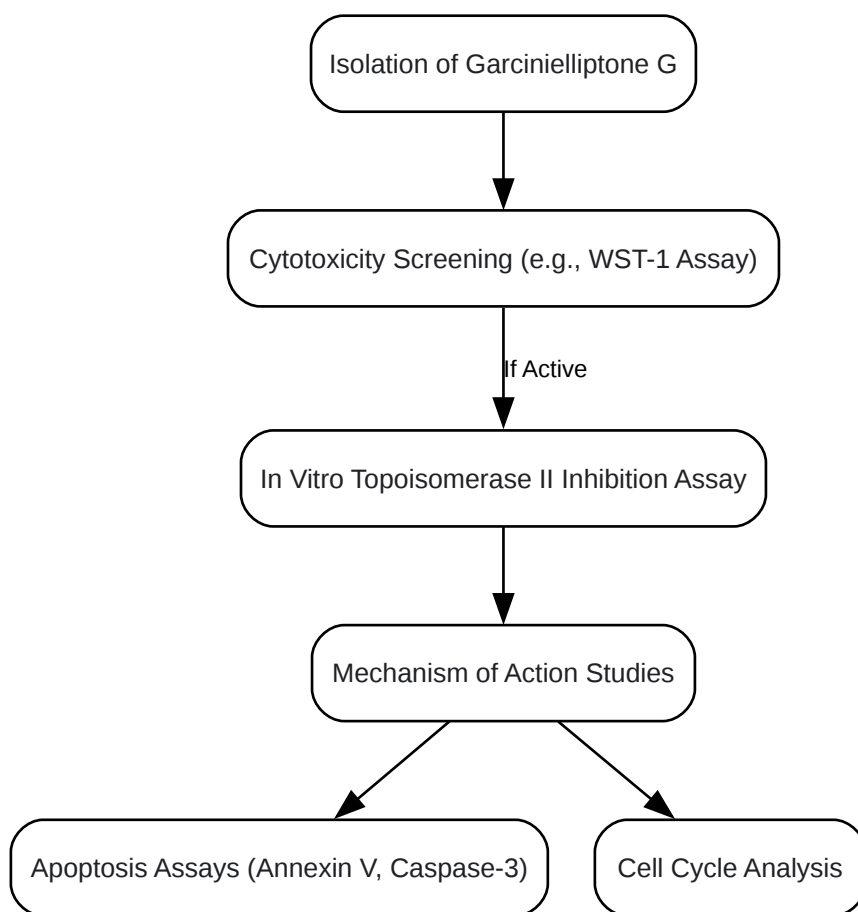 Isolation of Garcinielliptone G
Cytotoxicity Screening (e.g., WST-1 Assay)
If Active
In Vitro Topoisomerase II Inhibition Assay
Mechanism of Action Studies
Apoptosis Assays (Annexin V, Caspase-3)
Cell Cycle Analysis